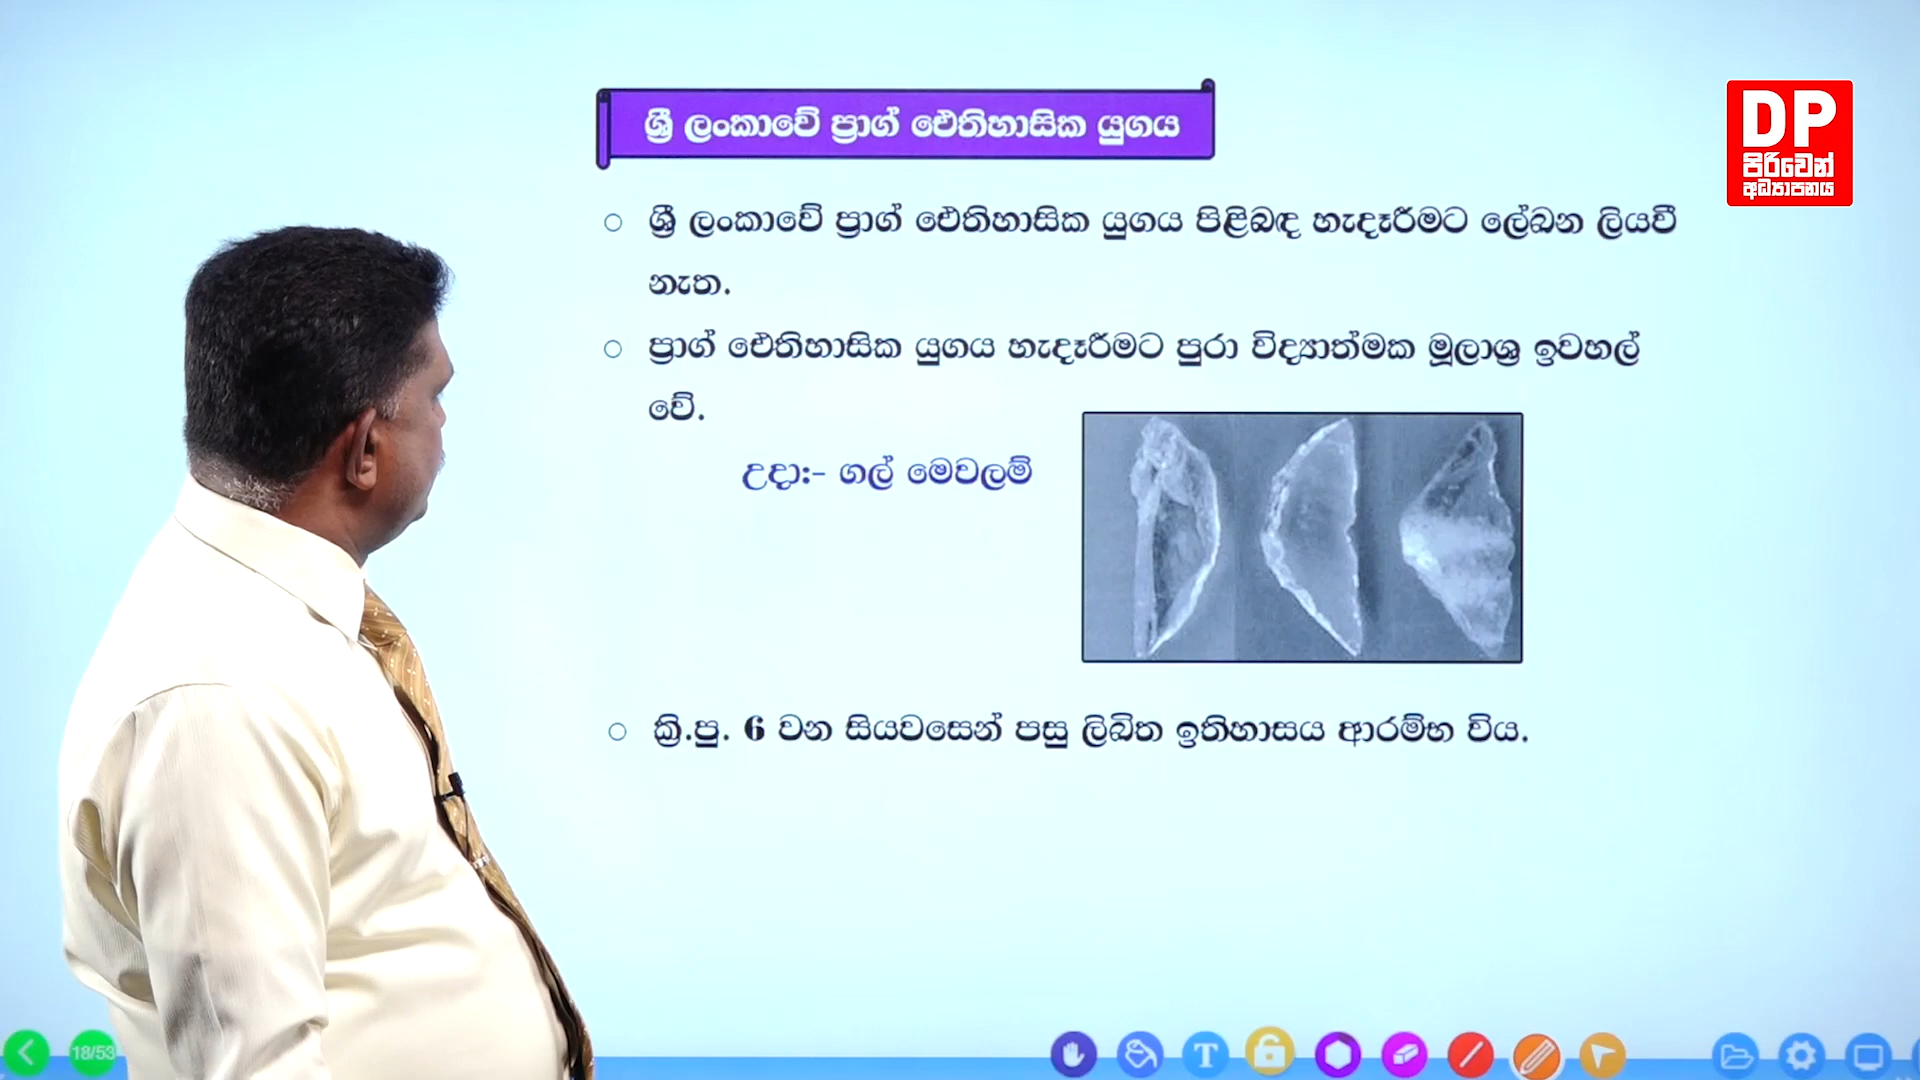 ශ්‍රී ලංකාවේ ප්‍රාග් ඓතිහාසික යුගය
DP
පිරිවෙන්
අධ්‍යාපනය
ශ්‍රී ලංකාවේ ප්‍රාග් ඓතිහාසික යුගය පිළිබඳ හැදෑරීමට ලේඛන ලියවී
නැත.
ප්‍රාග් ඓතිහාසික යුගය හැදෑරීමට පුරා විද්‍යාත්මක මූලාශ්‍ර ඉවහල්
වේ.
උදා:- ගල් මෙවලම්
ක්‍රි.පු. 6 වන සියවසෙන් පසු ලිඛිත ඉතිහාසය ආරම්භ විය.
18/53
T